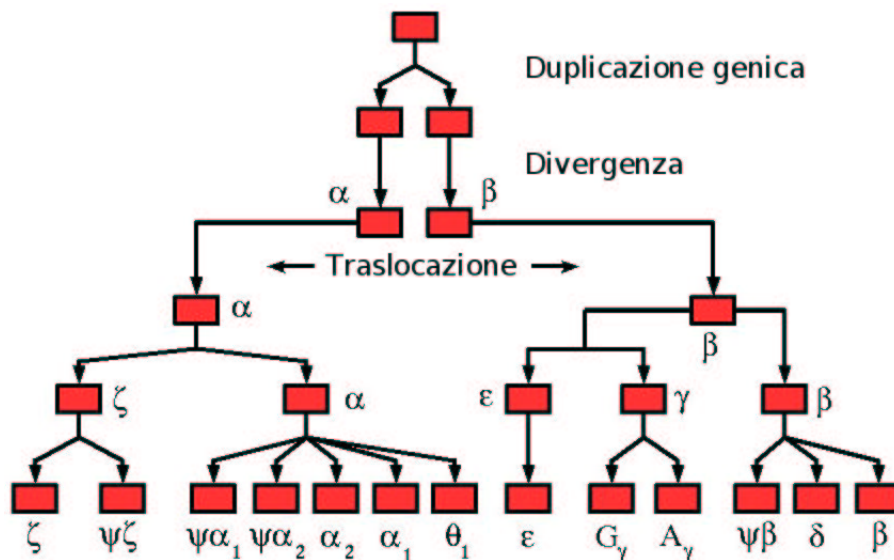 Duplicazione genica
Divergenza
α β
Traslocazione
α
β
ζ α ε γ β
ζ ψζ ψα₁ ψα₂ α₂ α₁ θ₁ ε Gᵧ Aᵧ ψβ δ β